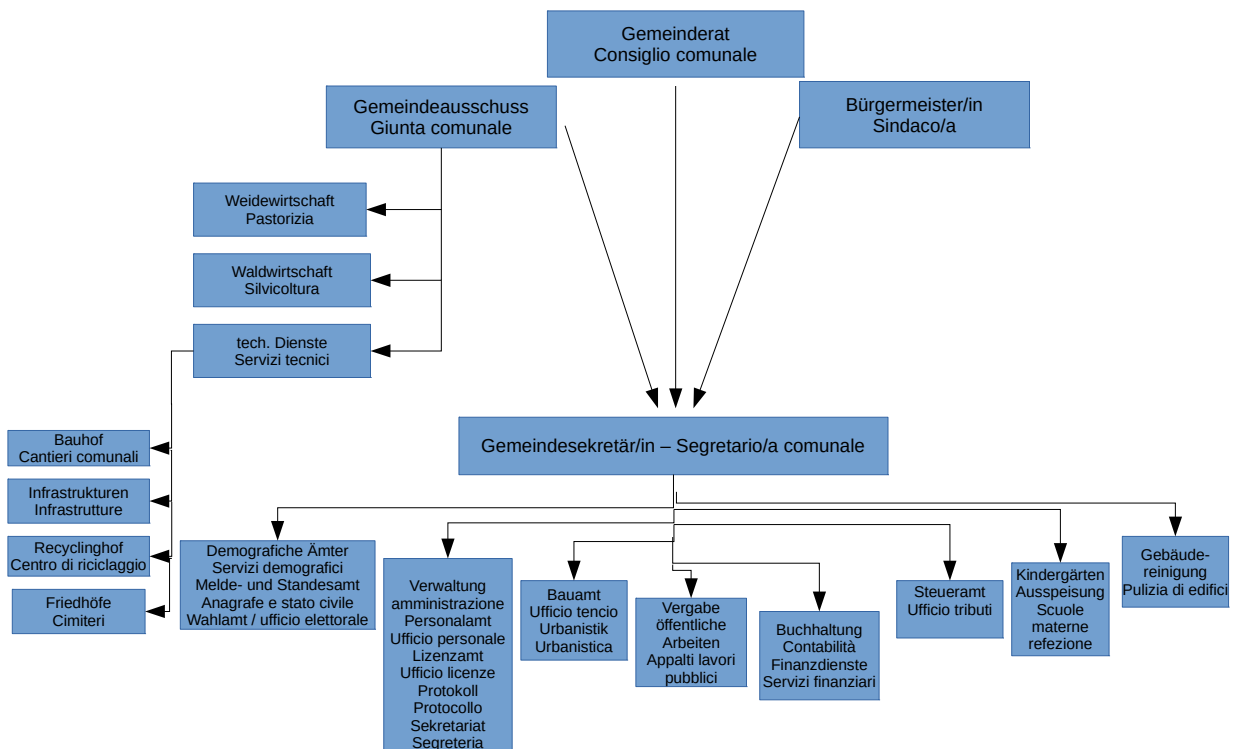 Gemeinderat
Consiglio comunale
Gemeindeausschuss
Giunta comunale
Bürgermeister/in
Sindaco/a
Weidewirtschaft
Pastorizia
Waldwirtschaft
Silvicoltura
tech. Dienste
Servizi tecnici
Gemeindesekretär/in – Segretario/a comunale
Bauhof
Cantieri comunali
Infrastrukturen
Infrastrutture
Recyclinghof
Centro di riciclaggio
Friedhöfe
Cimiteri
Demografiche Ämter
Servizi demografici
Melde- und Standesamt
Anagrafe e stato civile
Wahlamt / ufficio elettorale
Verwaltung
amministrazione
Personalamt
Ufficio personale
Lizenzamt
Ufficio licenze
Protokoll
Protocollo
Sekretariat
Segreteria
Bauamt
Ufficio tencio
Urbanistik
Urbanistica
Vergabe
öffentliche
Arbeiten
Appalti lavori
pubblici
Buchhaltung
Contabilità
Finanzdienste
Servizi finanziari
Steueramt
Ufficio tributi
Kindergärten
Ausspeisung
Scuole
materne
refezione
Gebäude-
reinigung
Pulizia di edifici